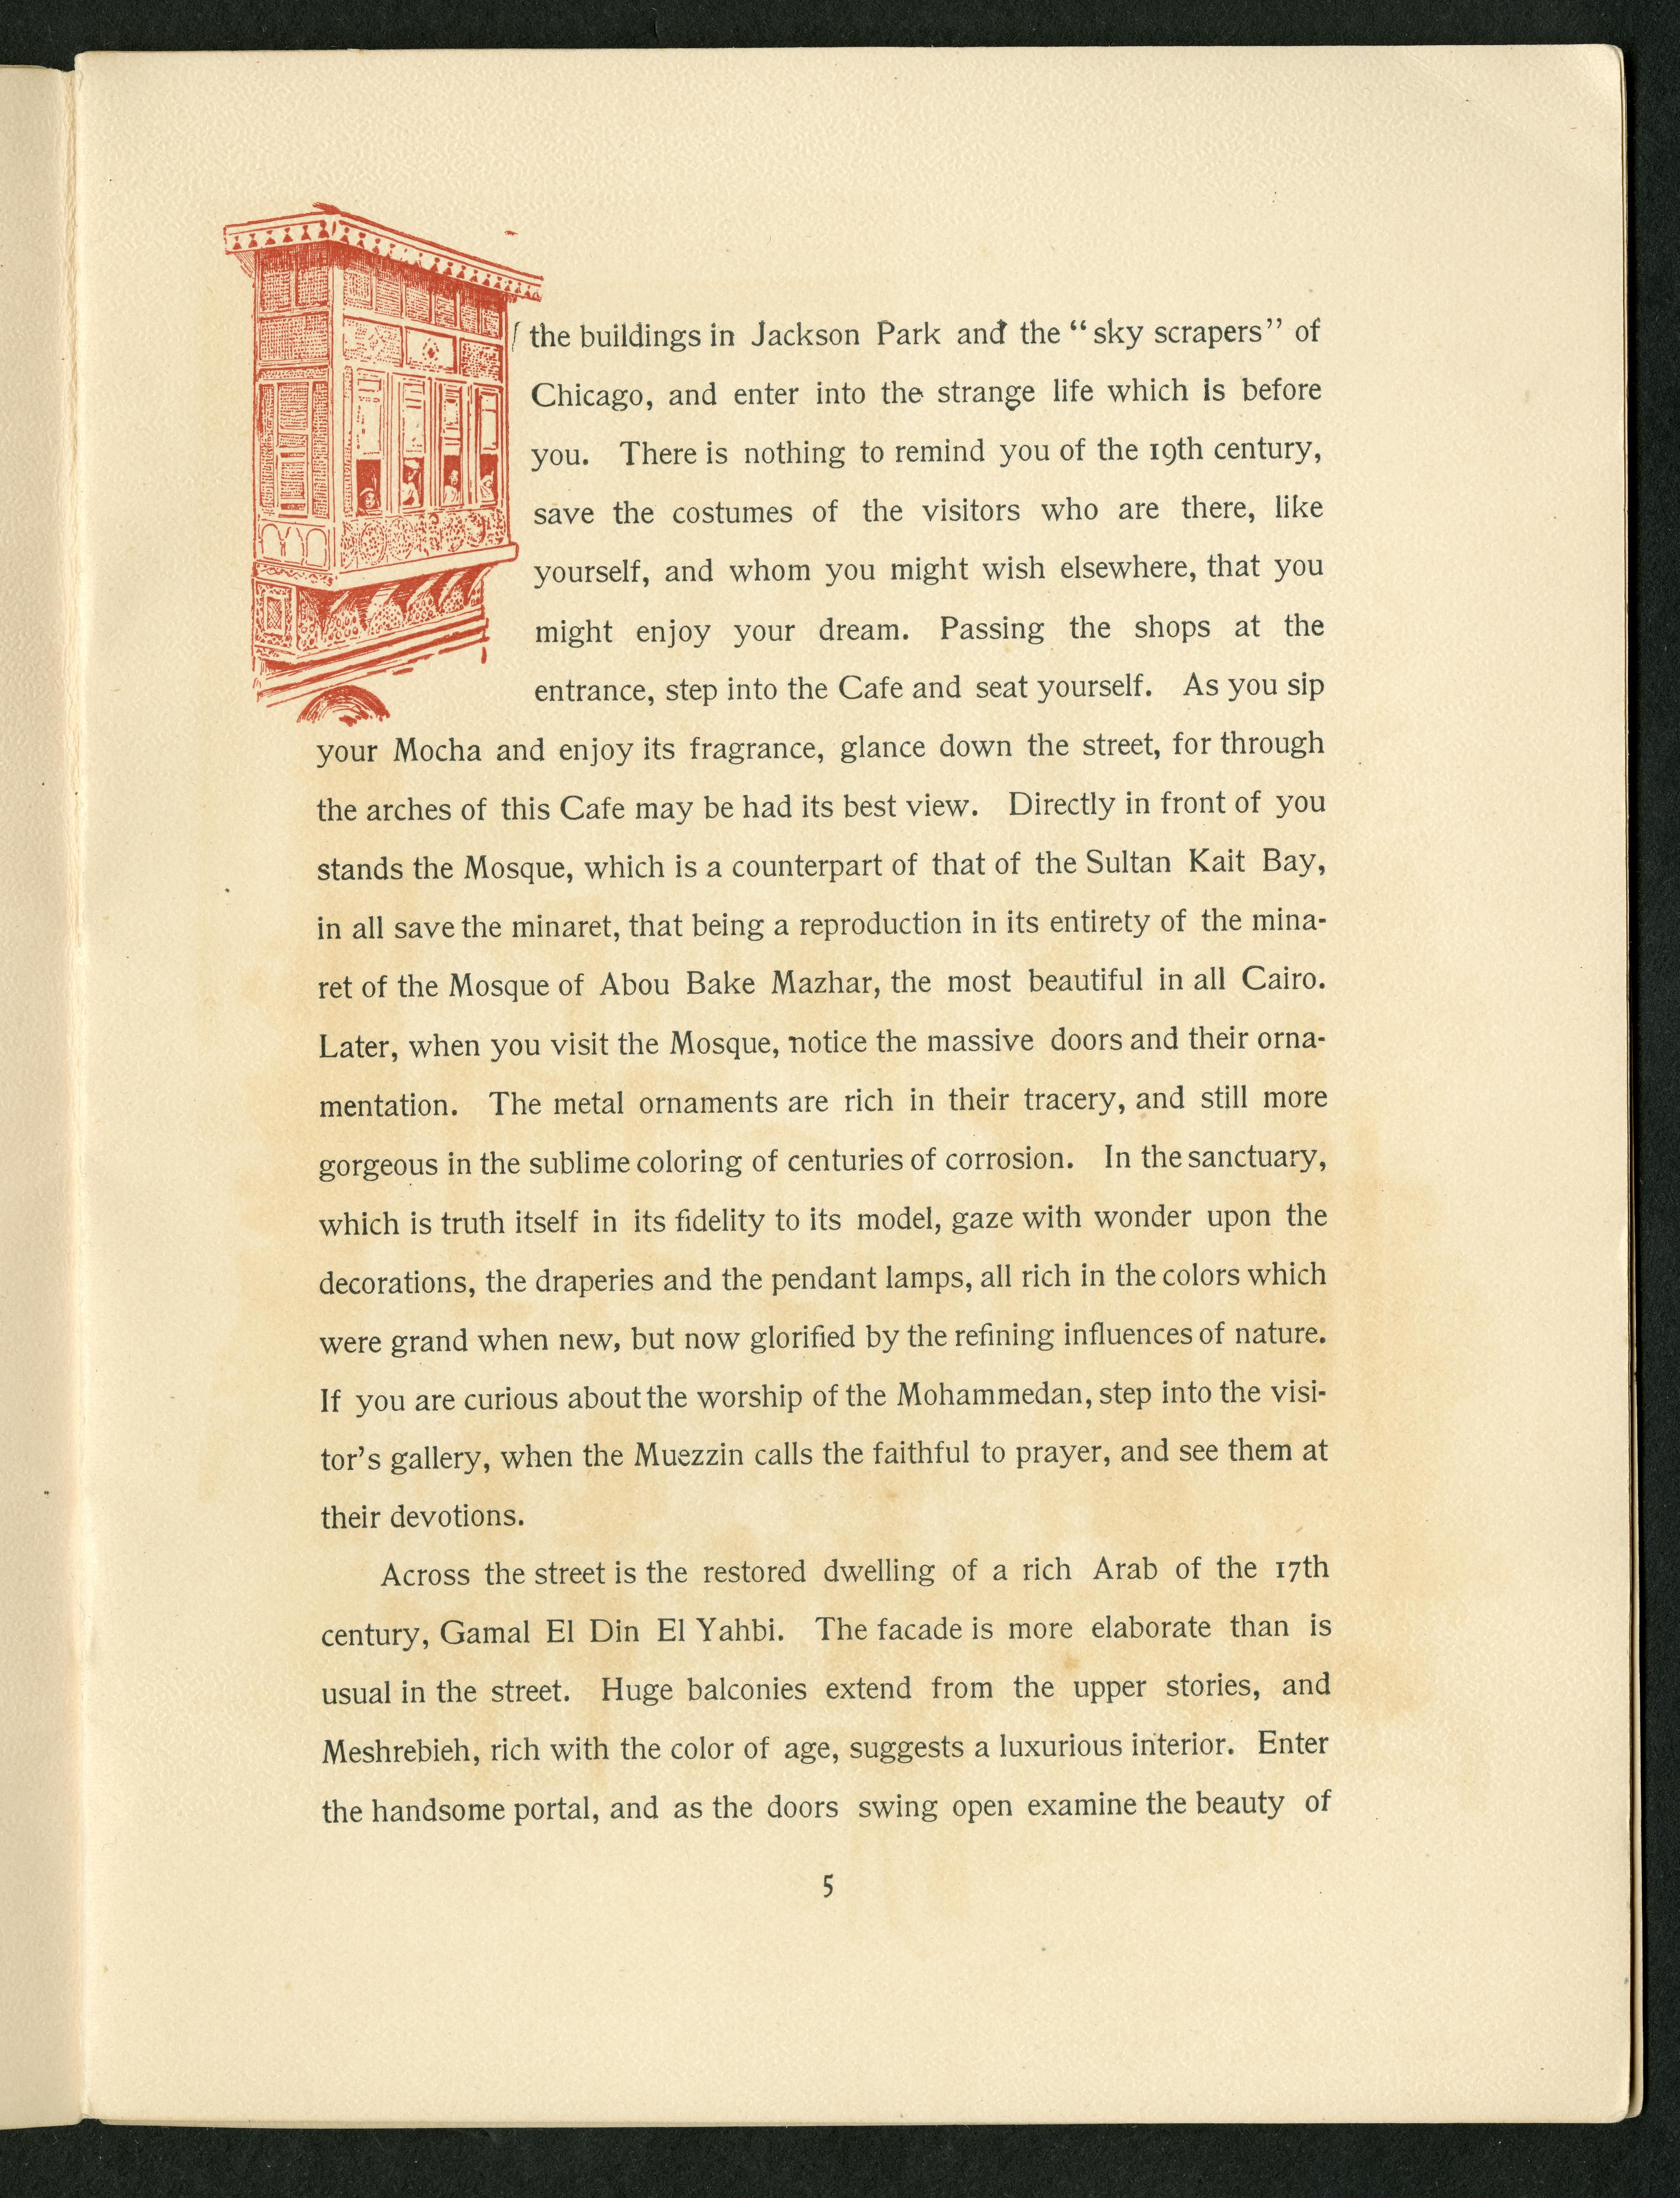 the buildings in Jackson Park and the “sky scrapers” of
Chicago, and enter into the strange life which is before
you. There is nothing to remind you of the 19th century,
save the costumes of the visitors who are there, like
yourself, and whom you might wish elsewhere, that you
might enjoy your dream. Passing the shops at the
entrance, step into the Cafe and seat yourself. As you sip
your Mocha and enjoy its fragrance, glance down the street, for through
the arches of this Cafe may be had its best view. Directly in front of you
stands the Mosque, which is a counterpart of that of the Sultan Kait Bay,
in all save the minaret, that being a reproduction in its entirety of the mina-
ret of the Mosque of Abou Bake Mazhar, the most beautiful in all Cairo.
Later, when you visit the Mosque, notice the massive doors and their orna-
mentation. The metal ornaments are rich in their tracery, and still more
gorgeous in the sublime coloring of centuries of corrosion. In the sanctuary,
which is truth itself in its fidelity to its model, gaze with wonder upon the
decorations, the draperies and the pendant lamps, all rich in the colors which
were grand when new, but now glorified by the refining influences of nature.
If you are curious about the worship of the Mohammedan, step into the visi-
tor’s gallery, when the Muezzin calls the faithful to prayer, and see them at
their devotions.
Across the street is the restored dwelling of a rich Arab of the 17th
century, Gamal El Din El Yahbi. The facade is more elaborate than is
usual in the street. Huge balconies extend from the upper stories, and
Meshrebieh, rich with the color of age, suggests a luxurious interior. Enter
the handsome portal, and as the doors swing open examine the beauty of
5